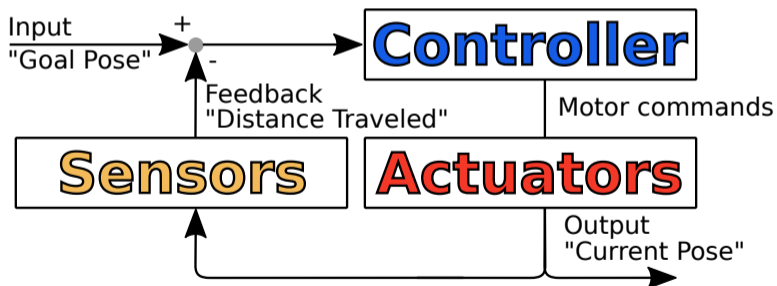 Input
"Goal Pose"
+
-
Controller
Feedback
"Distance Traveled"
Motor commands
Sensors
Actuators
Output
"Current Pose"